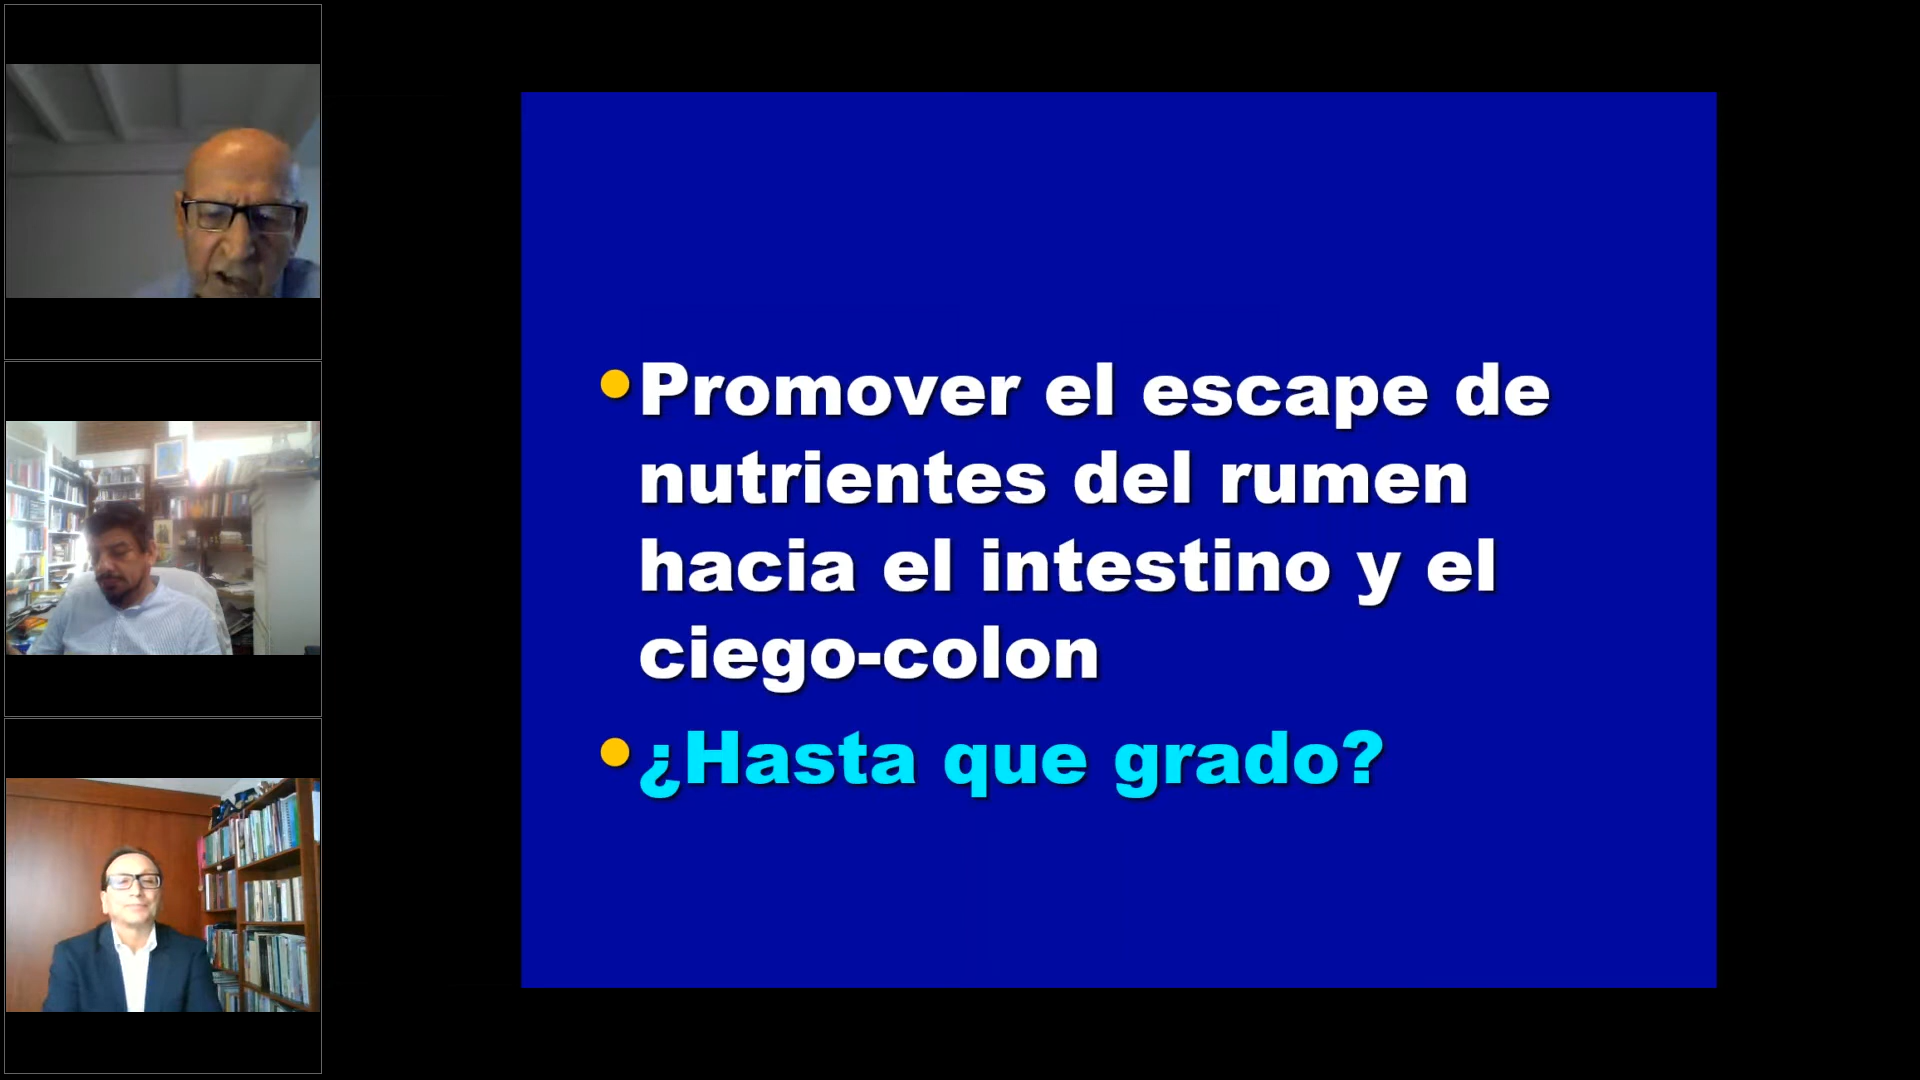 •Promover el escape de
nutrientes del rumen
hacia el intestino y el
ciego-colon
•¿Hasta que grado?